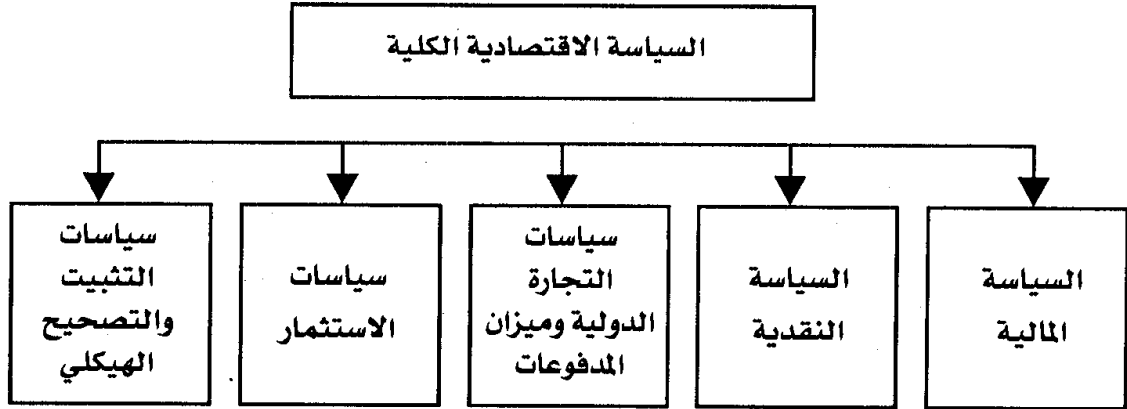 السياسة الاقتصادية الكلية
السياسة
المالية
السياسة
النقدية
سياسات
التجارة
الدولية وميزان
المدفوعات
سياسات
الاستثمار
سياسات
التثبيت
والتصحيح
الهيكلي